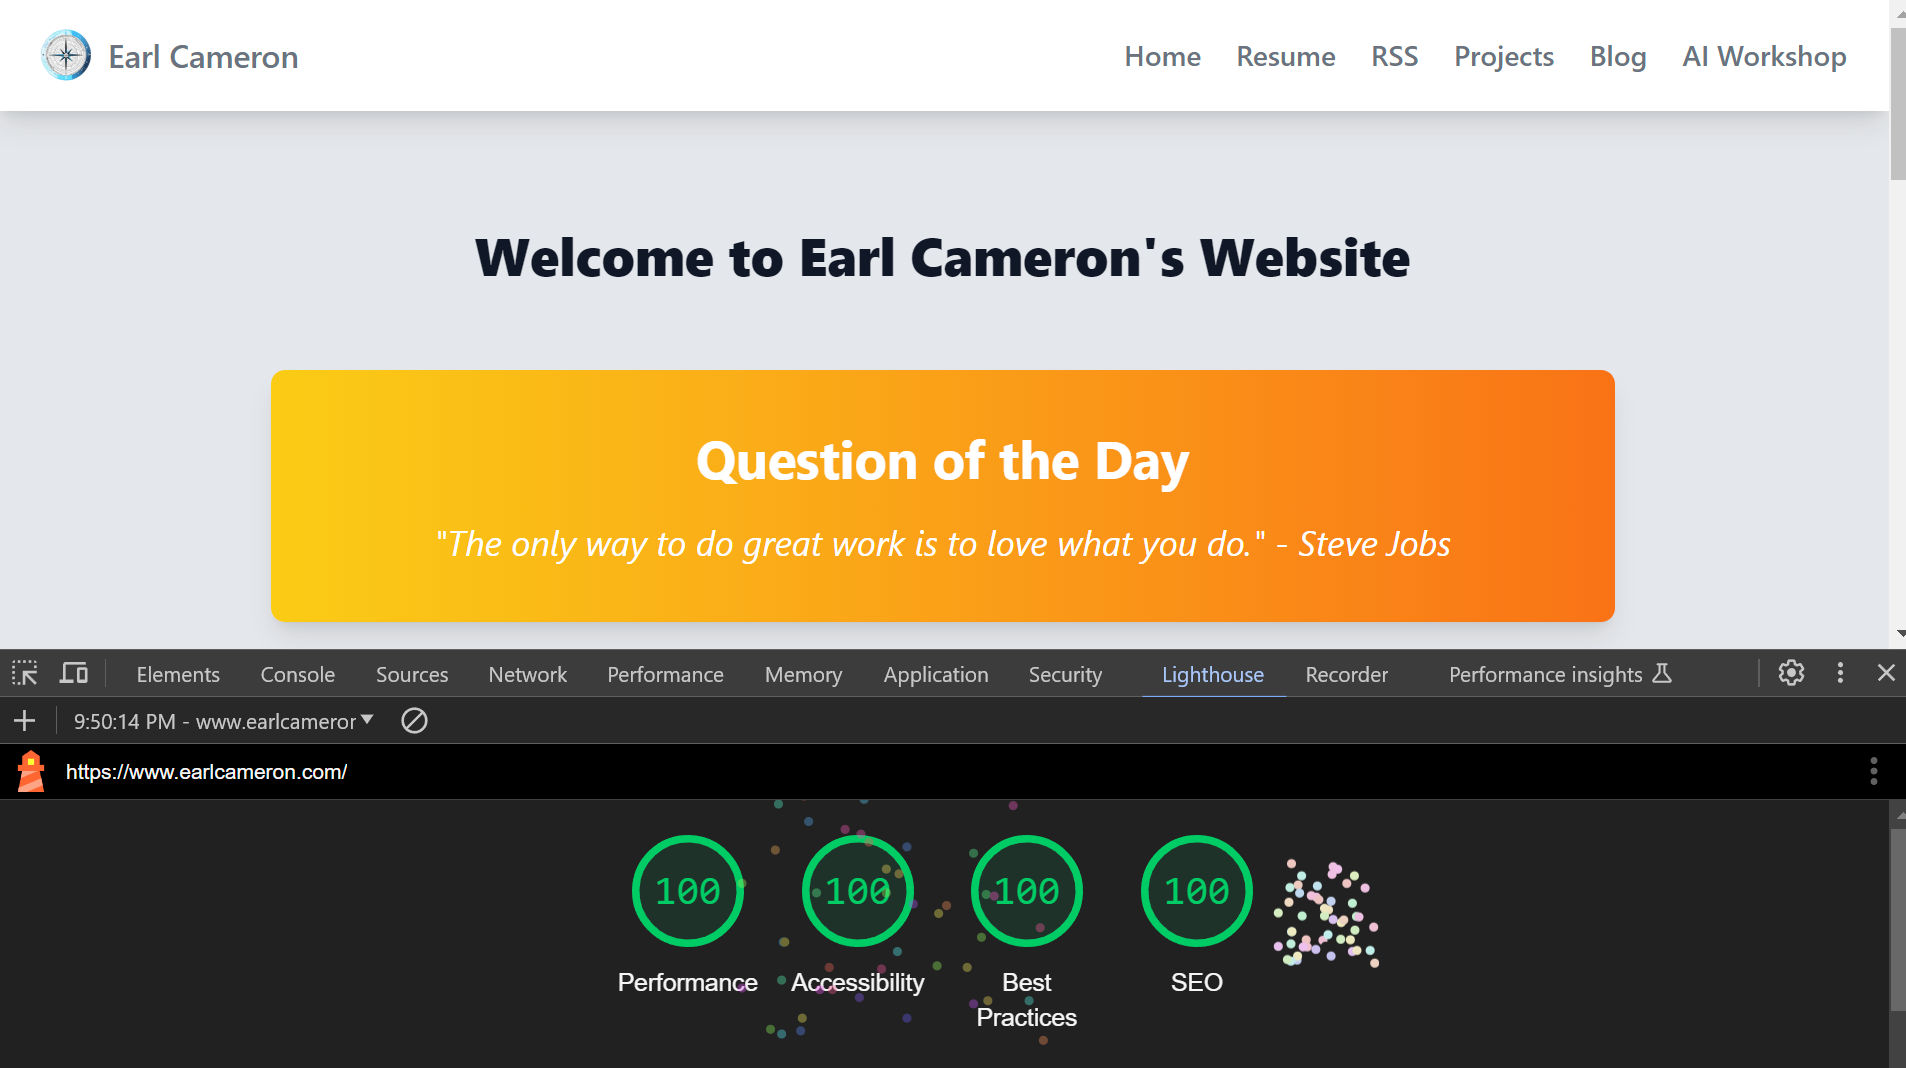 Earl Cameron
Home Resume RSS Projects Blog AI Workshop
Welcome to Earl Cameron's Website
Question of the Day
"The only way to do great work is to love what you do." - Steve Jobs
Elements Console Sources Network Performance Memory Application Security Lighthouse Recorder Performance insights
9:50:14 PM - www.earlcameror
https://www.earlcameron.com/
100 100 100 100
Performance Accessibility Best Practices SEO